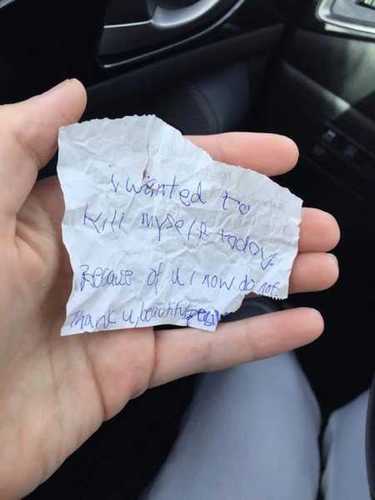 i wanted to
kill myself today.
Because of u i now do not.
Thank u, beautiful